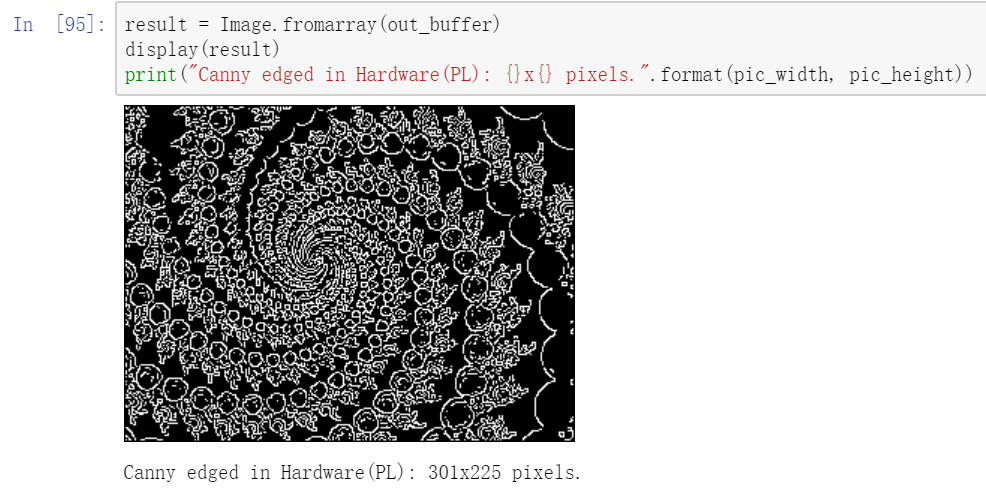 In [95]: result = Image.fromarray(out_buffer)
display(result)
print("Canny edged in Hardware(PL): {}x{} pixels.".format(pic_width, pic_height))
Canny edged in Hardware(PL): 301x225 pixels.